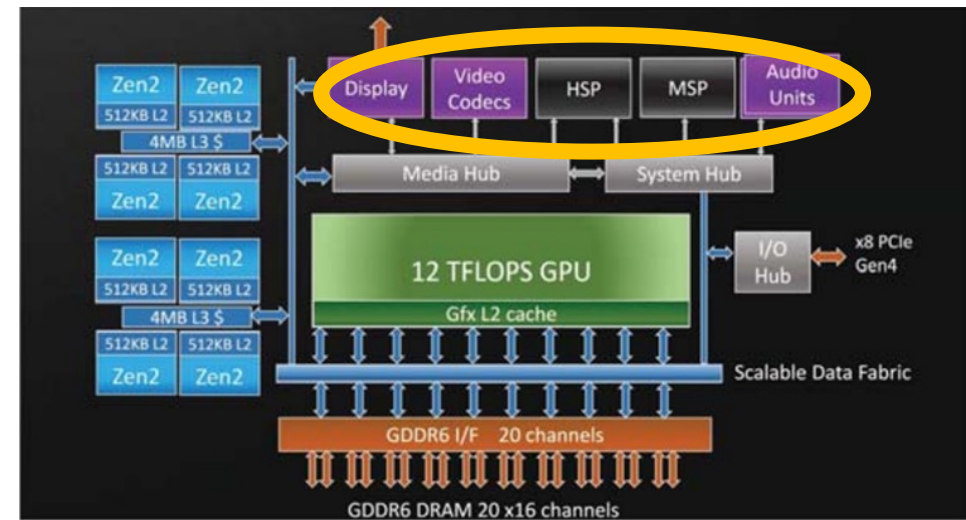 Zen2 Zen2
512KB L2 512KB L2
4MB L3 $
512KB L2 512KB L2
Zen2 Zen2
Zen2 Zen2
512KB L2 512KB L2
4MB L3 $
512KB L2 512KB L2
Zen2 Zen2
Display
Video
Codecs
HSP
MSP
Audio
Units
Media Hub
System Hub
12 TFLOPS GPU
Gfx L2 cache
I/O
Hub
x8 PCIe
Gen4
Scalable Data Fabric
GDDR6 I/F 20 channels
GDDR6 DRAM 20 x16 channels